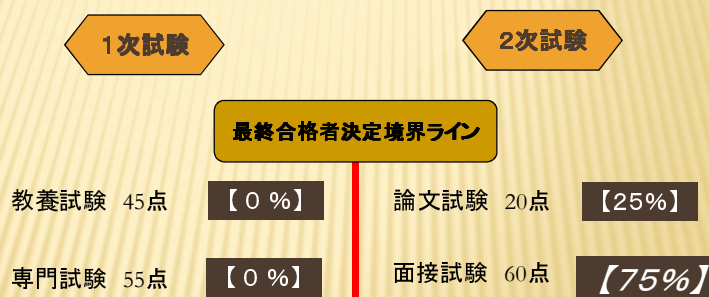 1次試験
2次試験
最終合格者決定境界ライン
教養試験 45点 【０％】
論文試験 20点 【25%】
専門試験 55点 【０％】
面接試験 60点 【75%】